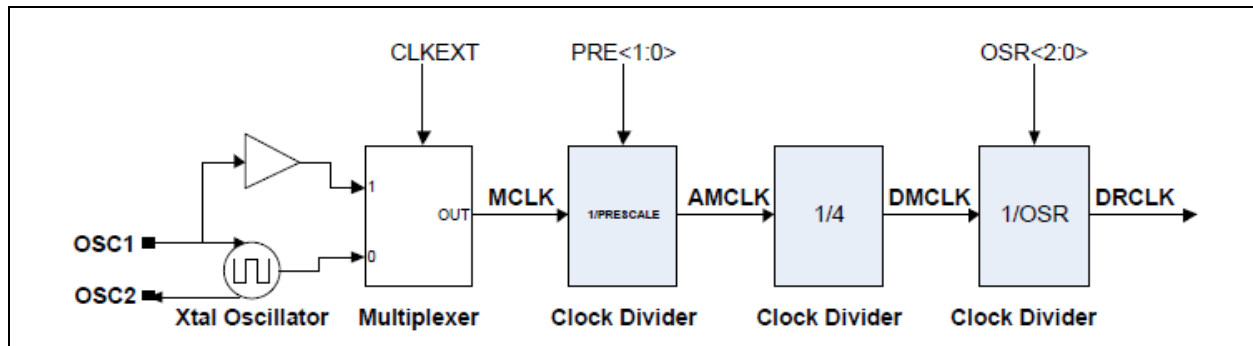 CLKEXT
PRE<1:0>
OSR<2:0>
1
0
OUT
MCLK
1/PRESCALE
AMCLK
1/4
DMCLK
1/OSR
DRCLK
OSC1
OSC2
Xtal Oscillator
Multiplexer
Clock Divider
Clock Divider
Clock Divider